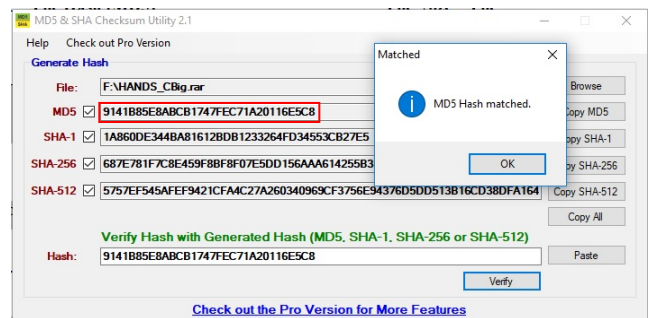 MD5 & SHA Checksum Utility 2.1
Help Check out Pro Version
Matched
Generate Hash
File: F:\HANDS_CBig.rar Browse
MD5 9141B85E8ABCB1747FEC71A20116E5C8 MD5 Hash matched. Copy MD5
SHA-1 1A860DE344BA81612BDB1233264FD34553CB27E5 opy SHA-1
SHA-256 687E781F7C8E459F8BF8F07E5DD156AAA614255B3 OK py SHA-256
SHA-512 5757EF545AFEF9421CFA4C27A260340969CF3756E94376D5DD513B16CD38DFA164 Copy SHA-512
Copy All
Verify Hash with Generated Hash (MD5, SHA-1, SHA-256 or SHA-512)
Hash: 9141B85E8ABCB1747FEC71A20116E5C8 Paste
Verify
Check out the Pro Version for More Features